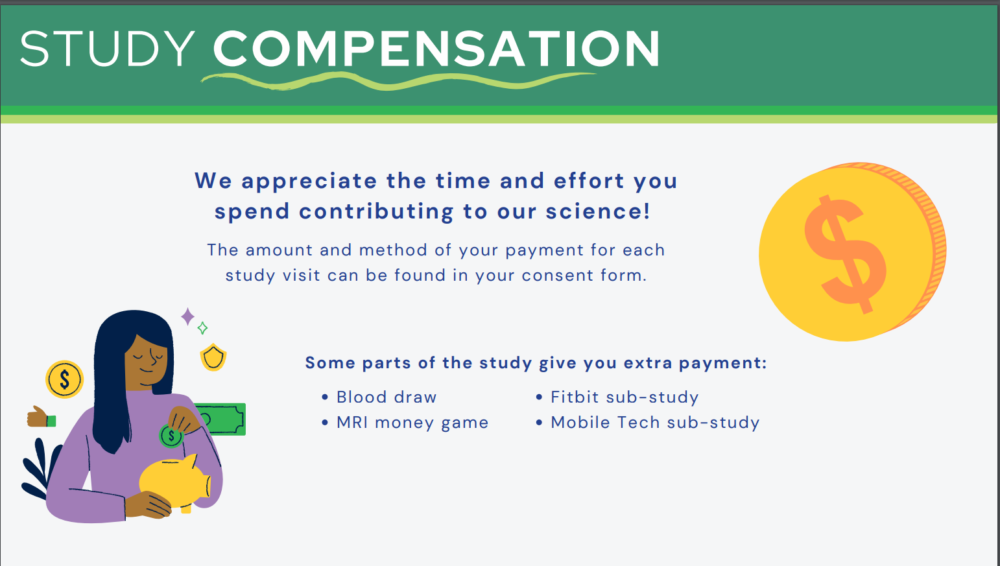 STUDY COMPENSATION
We appreciate the time and effort you
spend contributing to our science!
The amount and method of your payment for each
study visit can be found in your consent form.
$
$
$
Some parts of the study give you extra payment:
• Blood draw
• MRI money game
• Fitbit sub-study
• Mobile Tech sub-study